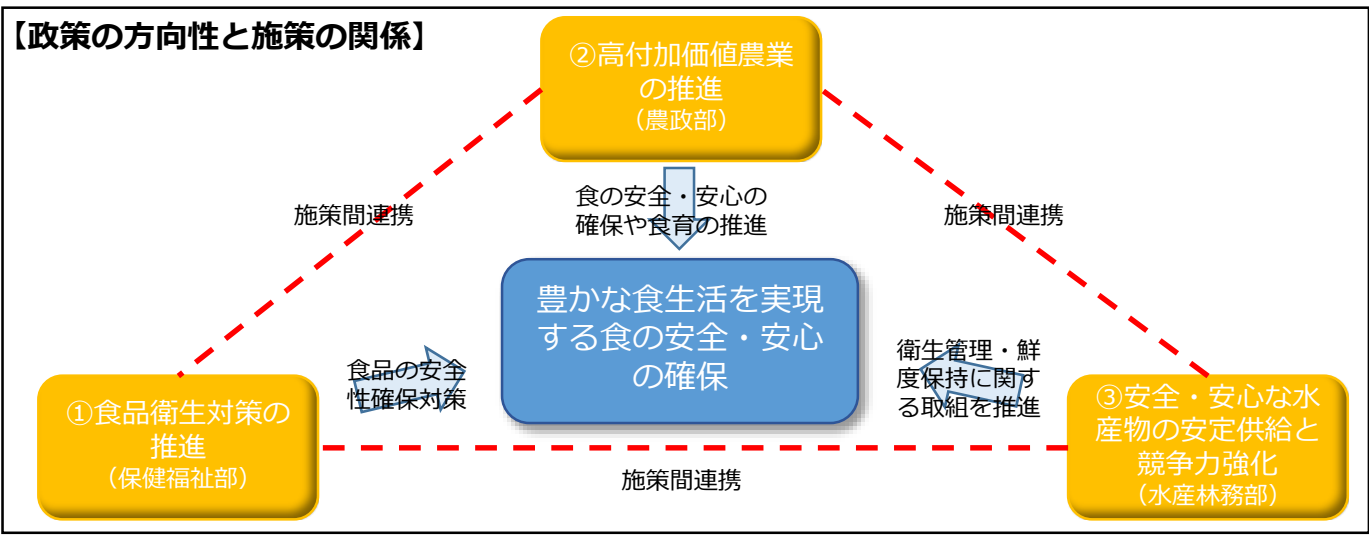 【政策の方向性と施策の関係】
②高付加価値農業
の推進
（農政部）
施策間連携
食の安全・安心の
確保や食育の推進
施策間連携
豊かな食生活を実現
する食の安全・安心
の確保
食品の安全
性確保対策
衛生管理・鮮
度保持に関す
る取組を推進
①食品衛生対策の
推進
（保健福祉部）
③安全・安心な水
産物の安定供給と
競争力強化
（水産林務部）
施策間連携